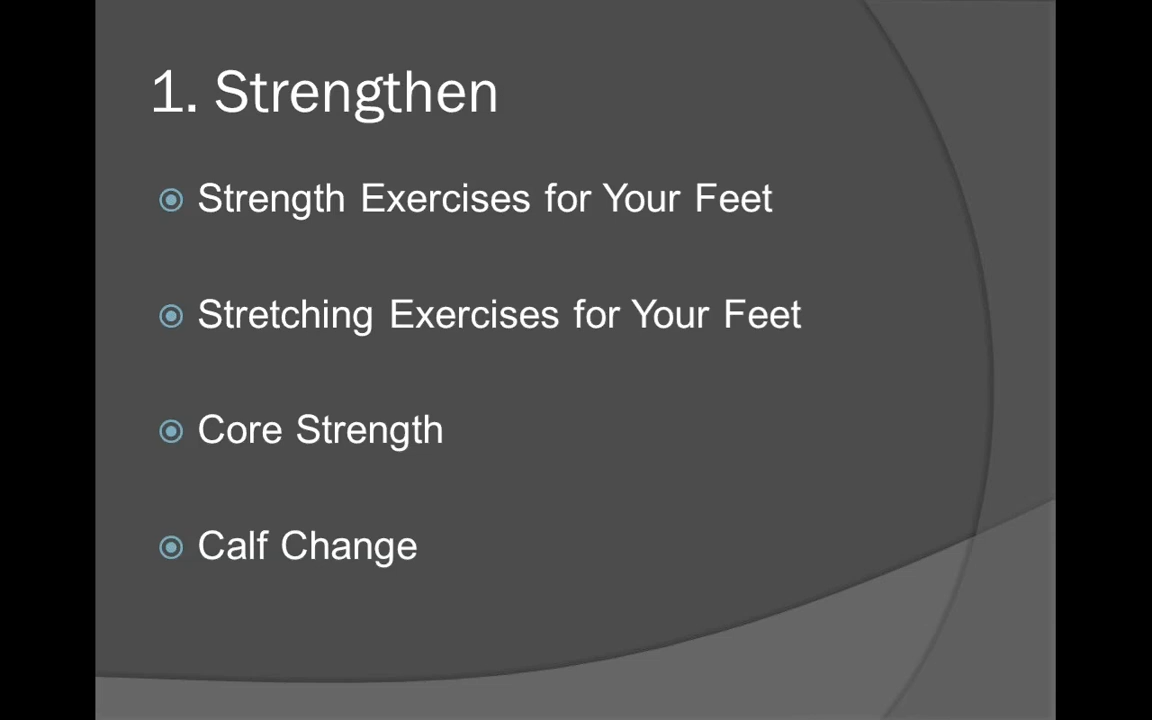 1. Strengthen
Strength Exercises for Your Feet
Stretching Exercises for Your Feet
Core Strength
Calf Change